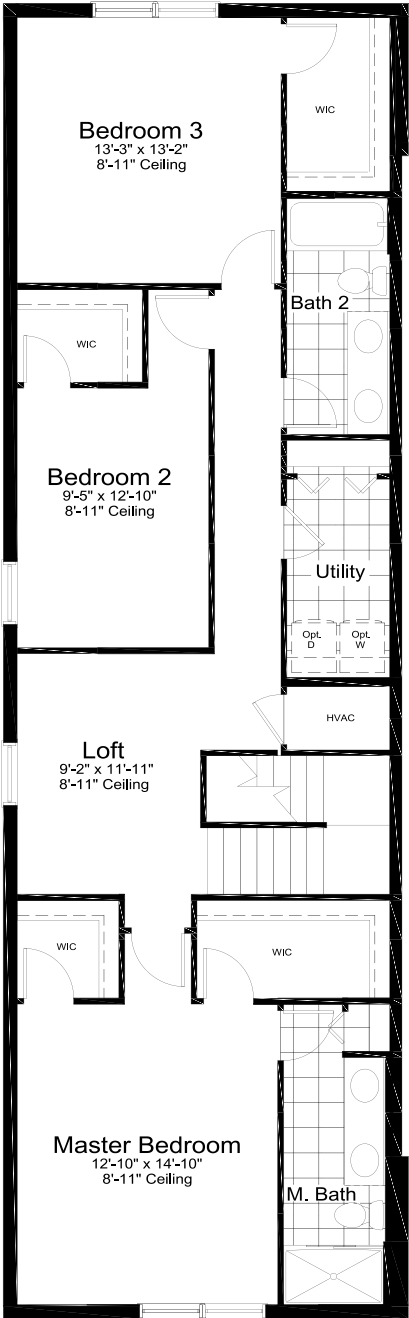 WIC
Bedroom 3
13'-3" x 13'-2"
8'-11" Ceiling
Bath 2
WIC
Bedroom 2
9'-5" x 12'-10"
8'-11" Ceiling
Utility
Opt. D
Opt. W
HVAC
Loft
9'-2" x 11'-11"
8'-11" Ceiling
WIC
WIC
Master Bedroom
12'-10" x 14'-10"
8'-11" Ceiling
M. Bath